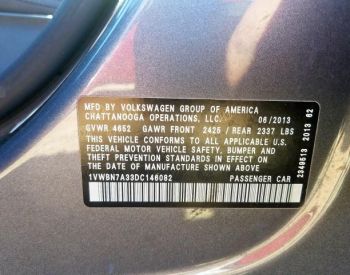 MFD BY VOLKSWAGEN GROUP OF AMERICA
CHATTANOOGA OPERATIONS, LLC. 06/2013
GVWR 4652 GAWR FRONT 2425 / REAR 2337 LBS
THIS VEHICLE CONFORMS TO ALL APPLICABLE U.S.
FEDERAL MOTOR VEHICLE SAFETY, BUMPER AND
THEFT PREVENTION STANDARDS IN EFFECT ON
THE DATE OF MANUFACTURE SHOWN ABOVE
1VWBN7A33DC146082 PASSENGER CAR
2349513 2013 62